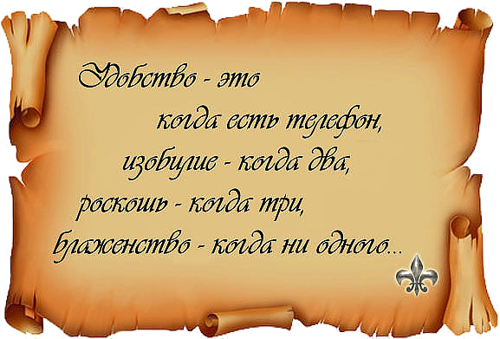 Удобство - это
когда есть телефон,
изобилие - когда два,
роскошь - когда три,
блаженство - когда ни одного...